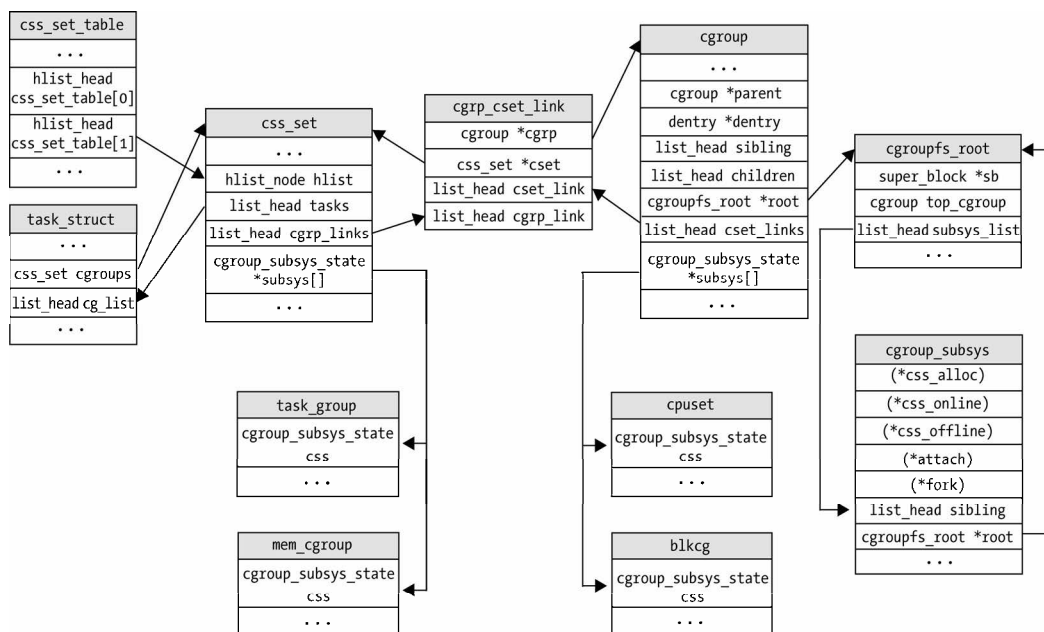 css_set_table
...
hlist_head
css_set_table[0]
hlist_head
css_set_table[1]
...
task_struct
...
css_set cgroups
list_head cg_list
...
css_set
...
hlist_node hlist
list_head tasks
list_head cgrp_links
cgroup_subsys_state
*subsys[]
...
cgrp_cset_link
cgroup *cgrp
css_set *cset
list_head cset_link
list_head cgrp_link
cgroup
...
cgroup *parent
dentry *dentry
list_head sibling
list_head children
cgroupfs_root *root
list_head cset_links
cgroup_subsys_state
*subsys[]
...
cgroupfs_root
super_block *sb
cgroup top_cgroup
list_head subsys_list
...
task_group
cgroup_subsys_state
css
...
mem_cgroup
cgroup_subsys_state
css
...
cpuset
cgroup_subsys_state
css
...
blkcg
cgroup_subsys_state
css
...
cgroup_subsys
(*css_alloc)
(*css_online)
(*css_offline)
(*attach)
(*fork)
list_head sibling
cgroupfs_root *root
...